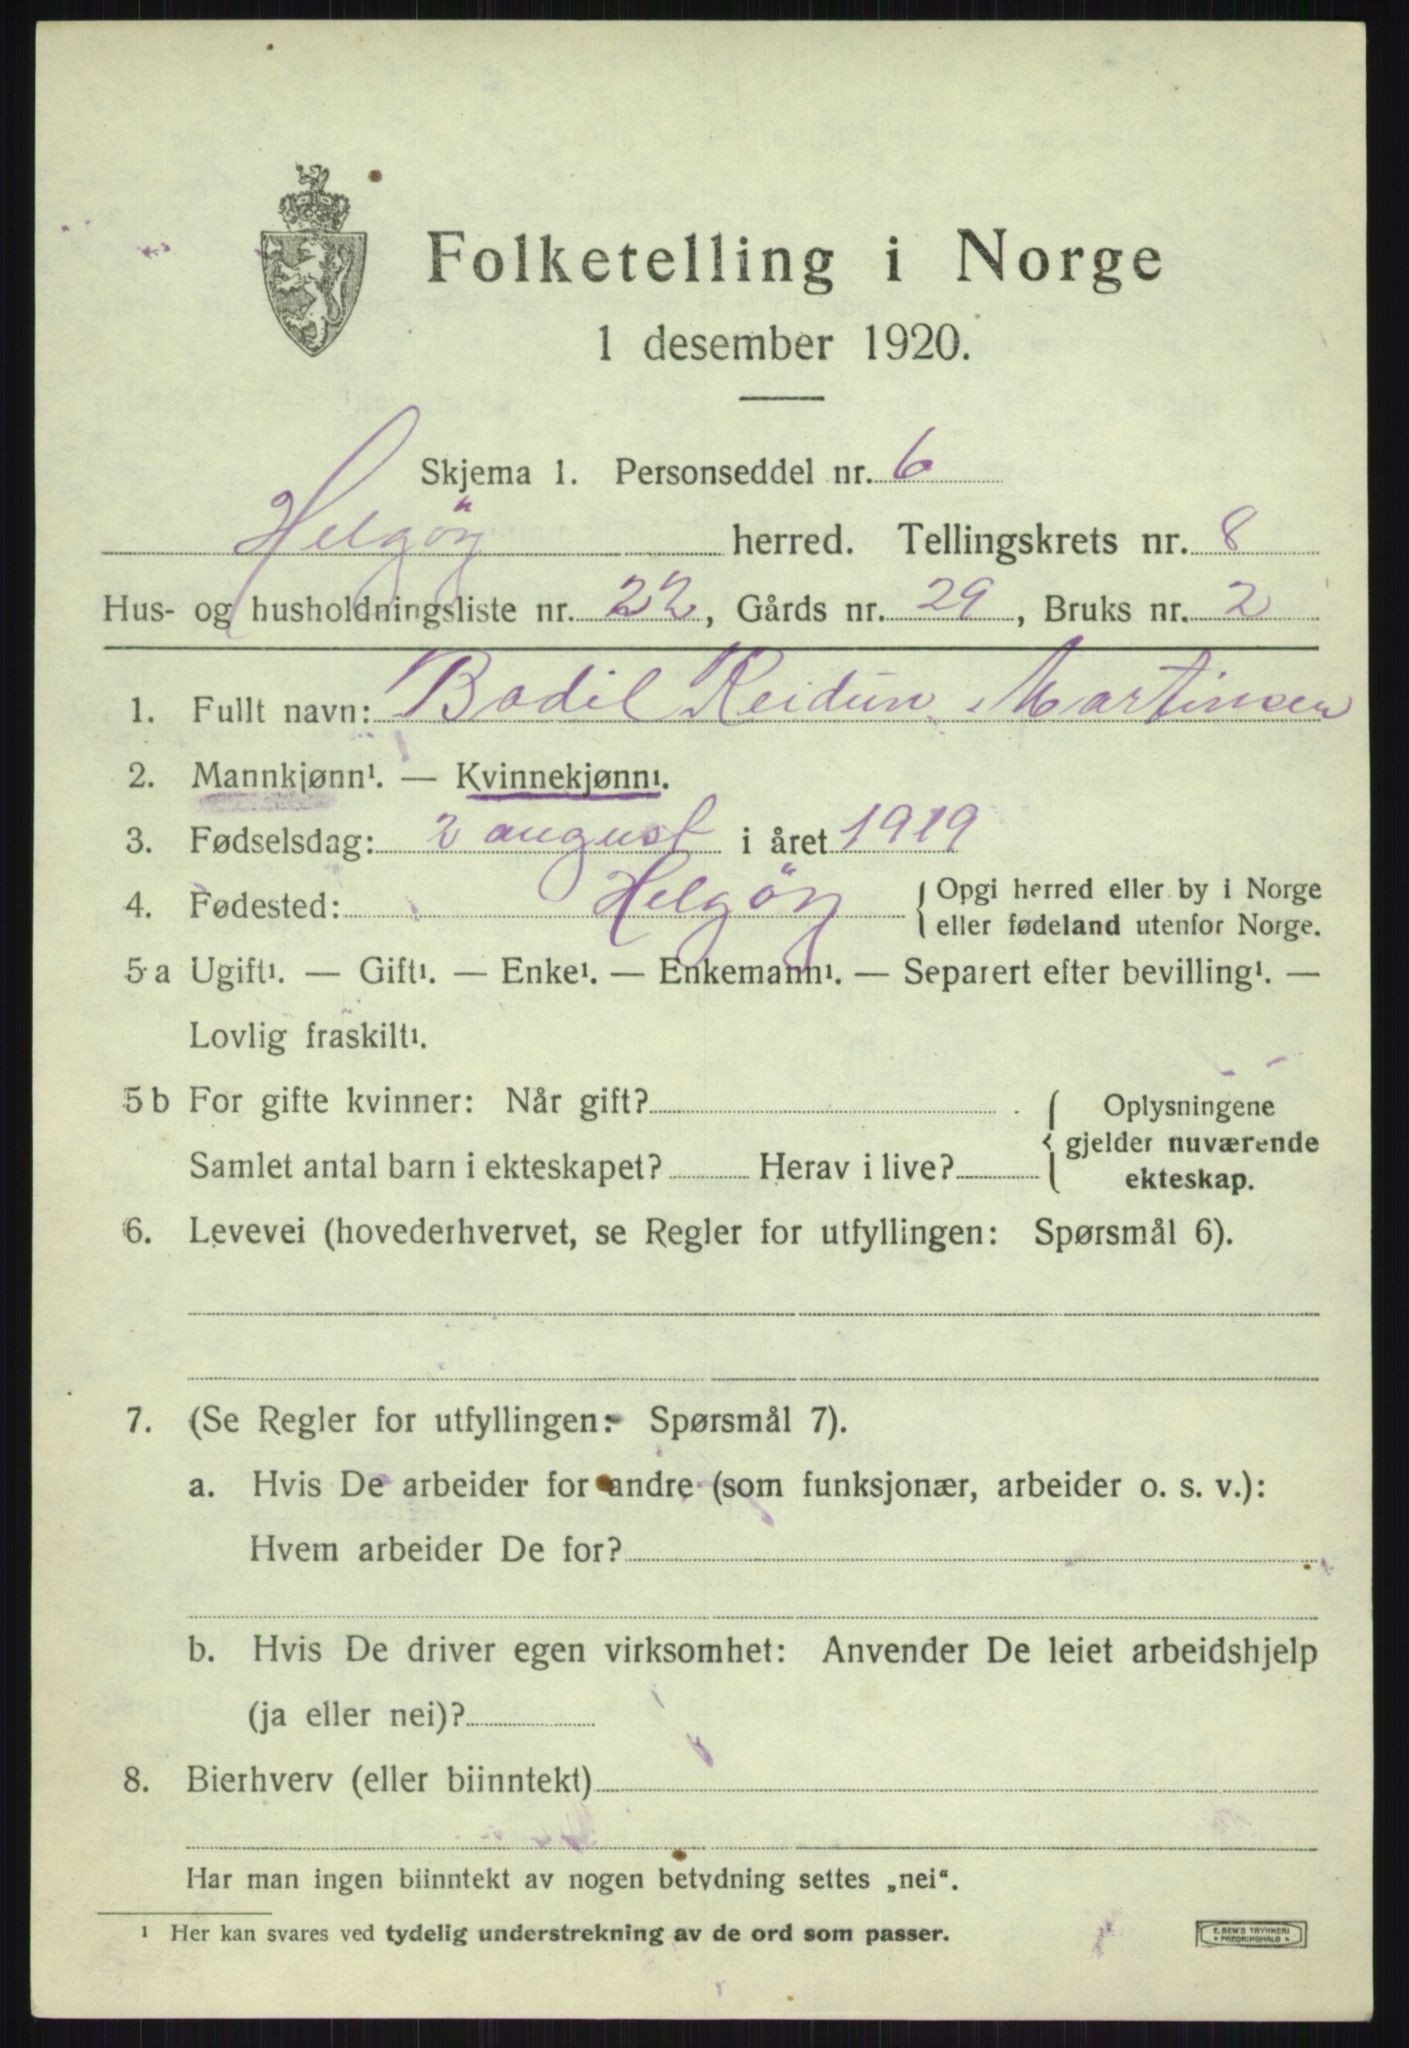 Folketelling i Norge
1 desember 1920.
Skjema 1. Personseddel nr. 6
Helgöy herred. Tellingskrets nr. 8
Hus- og husholdningsliste nr. 22, Gårds nr. 29, Bruks nr. 2
1. Fullt navn: Bodil Reidun Martinsen
2. Mannkjønn¹. — Kvinnekjønn¹.
3. Fødselsdag: 2 august i året 1919
4. Fødested: Helgöy { Opgi herred eller by i Norge
eller fødeland utenfor Norge.
5 a Ugift¹. — Gift¹. — Enke¹. — Enkemann¹. — Separert efter bevilling¹. —
Lovlig fraskilt¹.
5 b For gifte kvinner: Når gift? { Oplysningene
gjelder nuværende
Samlet antal barn i ekteskapet? Herav i live? ekteskap.
6. Levevei (hovederhvervet, se Regler for utfyllingen: Spørsmål 6).
7. (Se Regler for utfyllingen: Spørsmål 7).
a. Hvis De arbeider for andre (som funksjonær, arbeider o. s. v.):
Hvem arbeider De for?
b. Hvis De driver egen virksomhet: Anvender De leiet arbeidshjelp
(ja eller nei)?
8. Bierhverv (eller biinntekt)
Har man ingen biinntekt av nogen betydning settes „nei“.
¹ Her kan svares ved tydelig understrekning av de ord som passer.
E. SEM'S TRYKKERI
* FREDRIKSHALD *